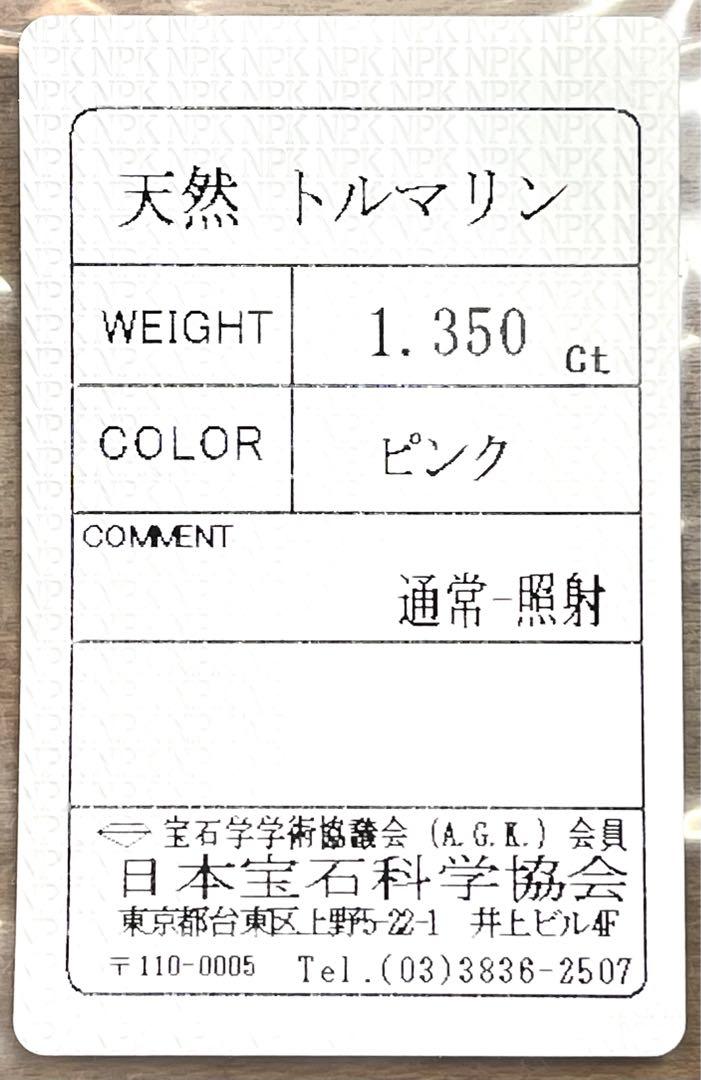 天然 トルマリン
WEIGHT 1.350 Ct
COLOR ピンク
COMMENT
通常-照射
宝石学学術協議会 (A.G.K.) 会員
日本宝石科学協会
東京都台東区上野5-22-1 井上ビル4F
〒110-0005 Tel.(03)3836-2507